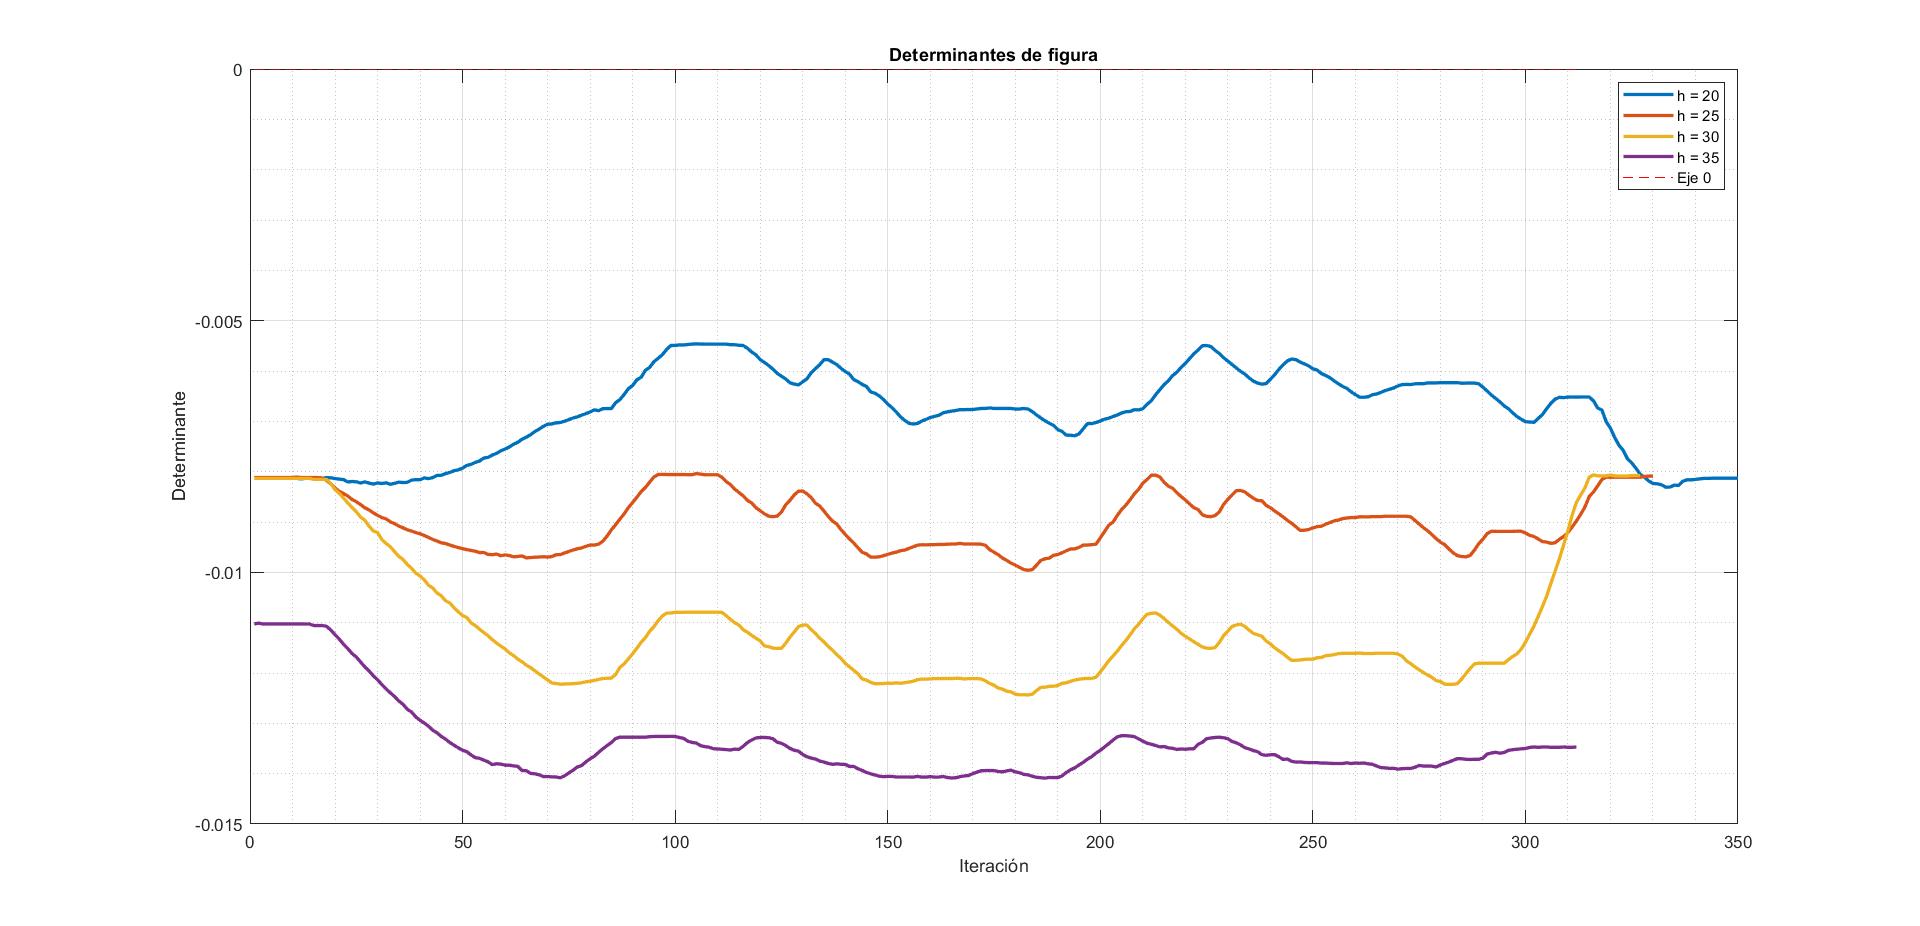 Determinantes de figura
0
-0.005
-0.01
-0.015
Determinante
h = 20
h = 25
h = 30
h = 35
Eje 0
0 50 100 150 200 250 300 350
Iteración